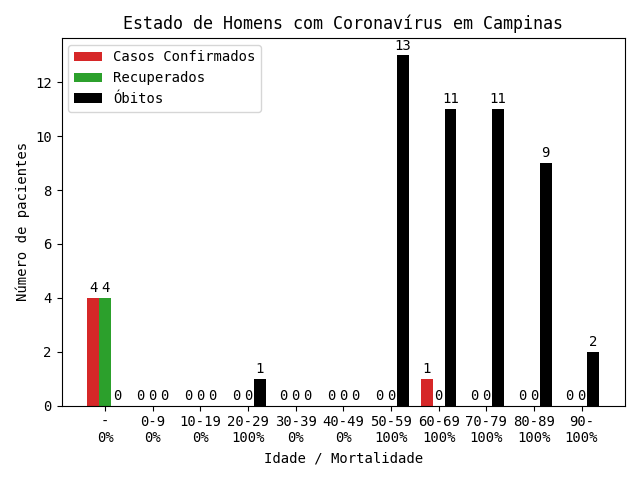 Estado de Homens com Coronavírus em Campinas
Casos Confirmados
Recuperados
Óbitos
Número de pacientes
12
10
8
6
4
2
0
4 4 0
0 0 0
0 0 0
0 0 1
0 0 0
0 0 0
0 0 13
1 0 11
0 0 11
0 0 9
0 0 2
- 0-9 10-19 20-29 30-39 40-49 50-59 60-69 70-79 80-89 90-
0% 0% 0% 100% 0% 0% 100% 100% 100% 100% 100%
Idade / Mortalidade